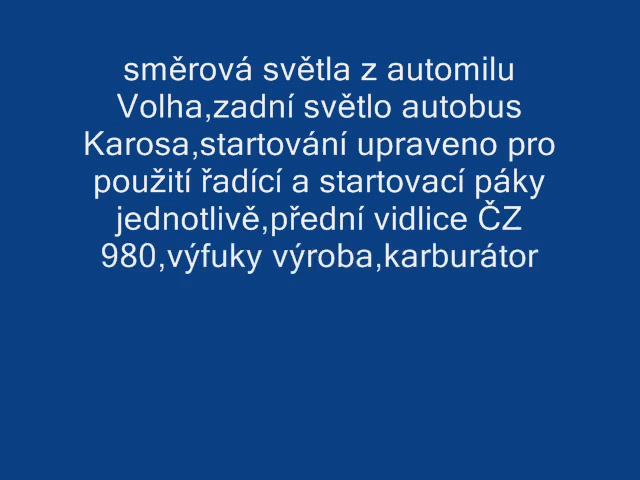 směrová světla z automilu
Volha,zadní světlo autobus
Karosa,startování upraveno pro
použití řadící a startovací páky
jednotlivě,přední vidlice ČZ
980,výfuky výroba,karburátor